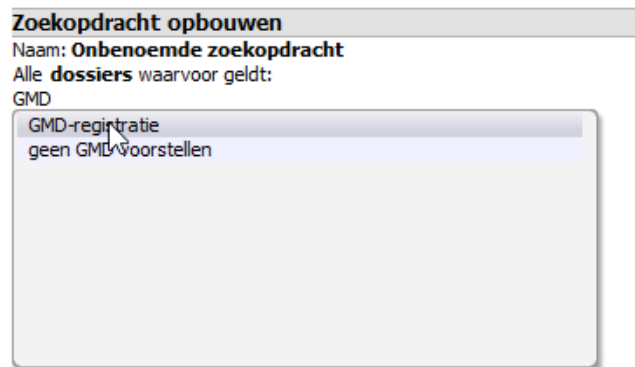 Zoekopdracht opbouwen
Naam: Onbenoemde zoekopdracht
Alle dossiers waarvoor geldt:
GMD
GMD-registratie
geen GMD voorstellen